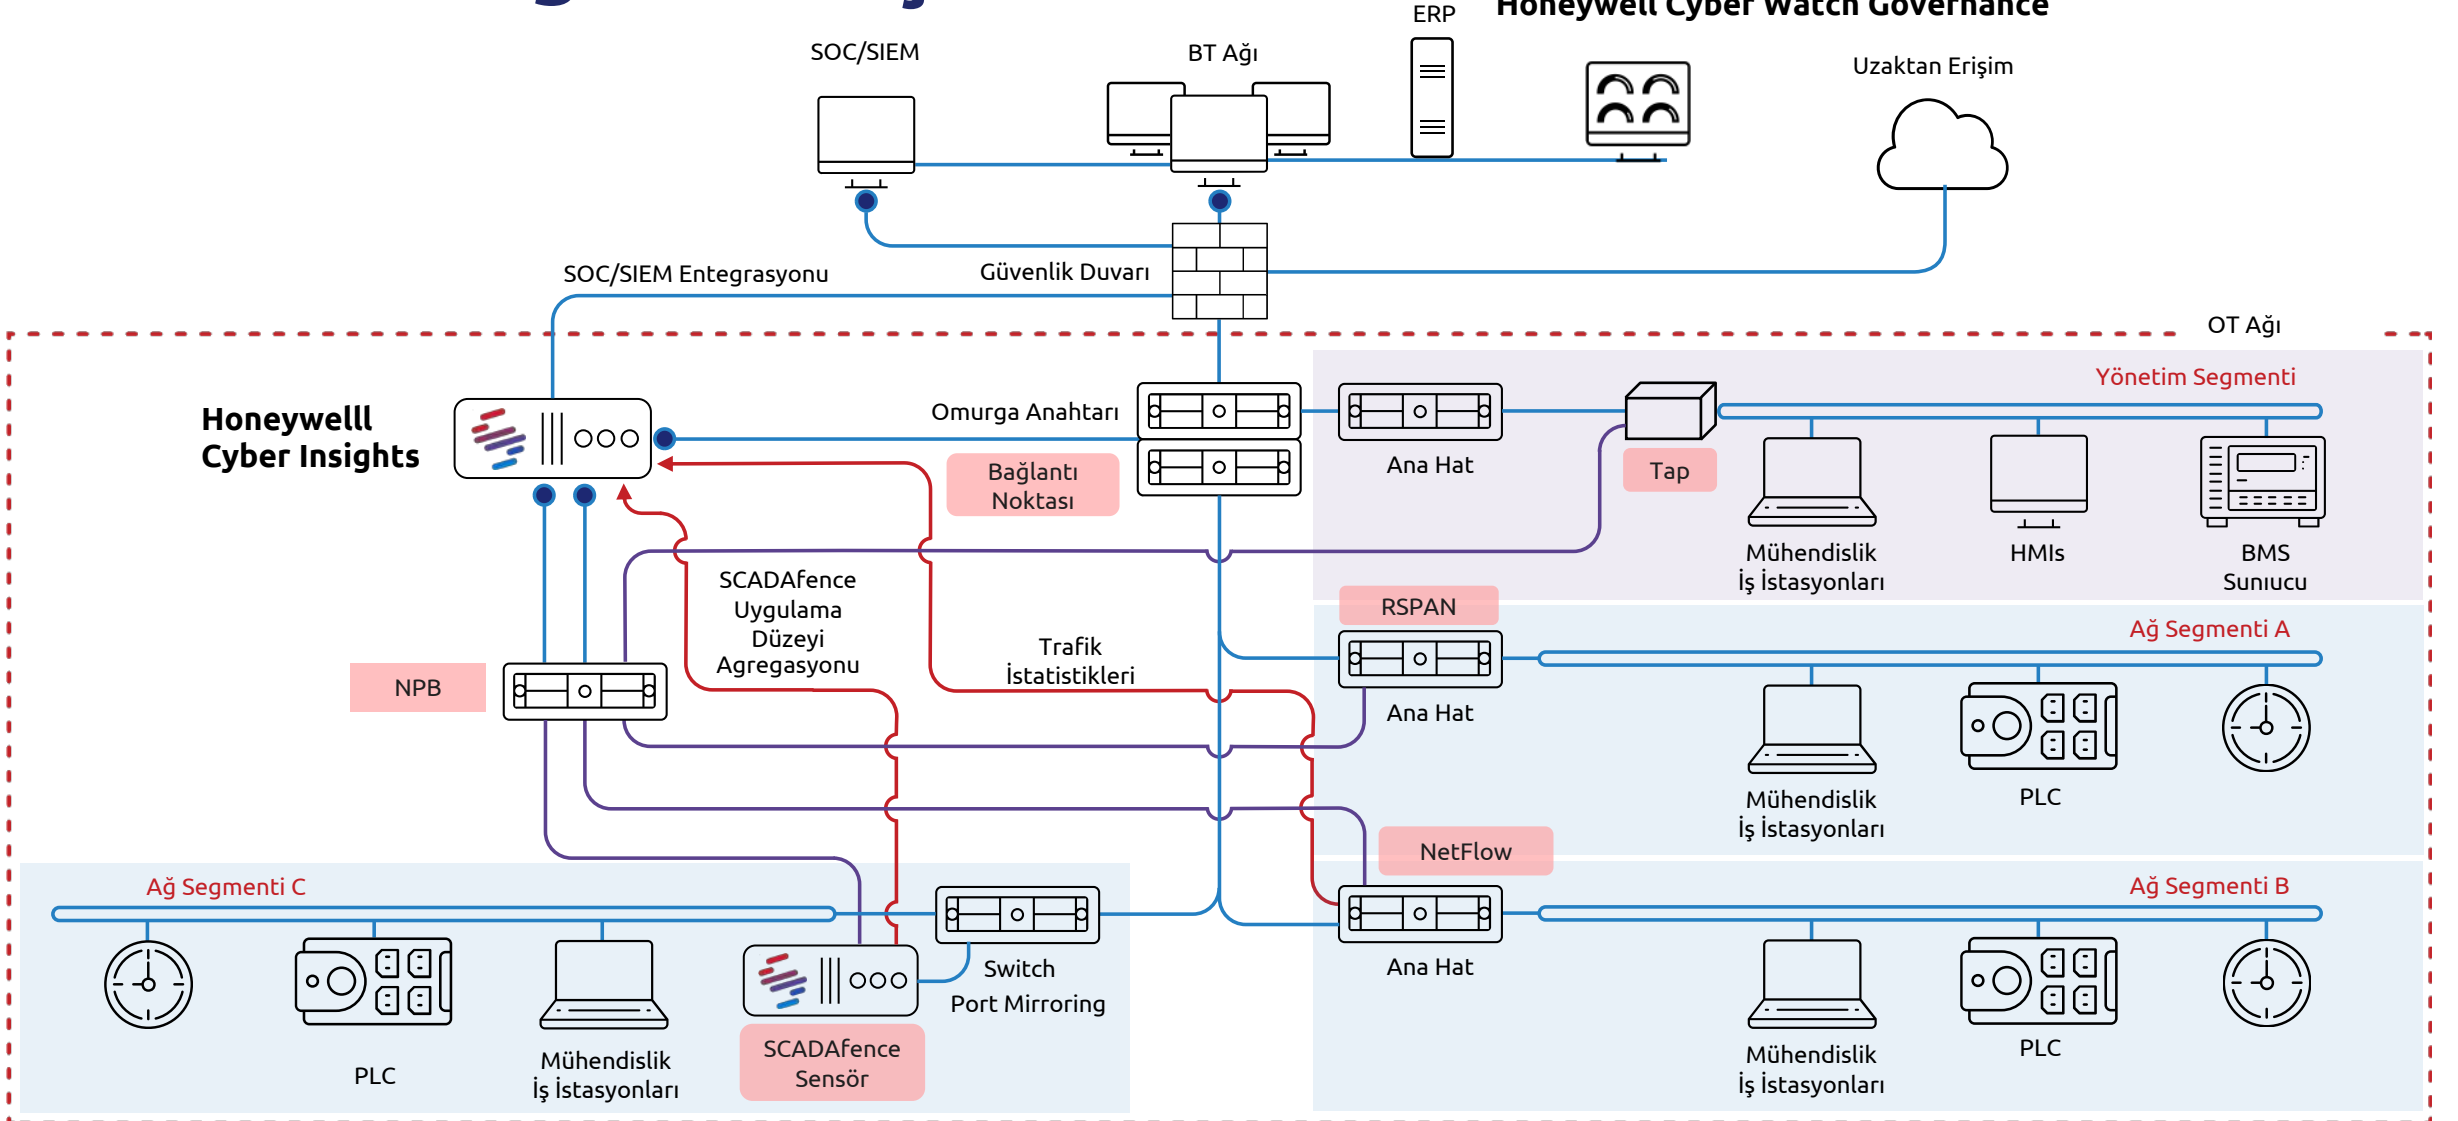 Honeywell Cyber Watch Governance
ERP
SOC/SIEM
BT Ağı
Uzaktan Erişim
SOC/SIEM Entegrasyonu
Güvenlik Duvarı
OT Ağı
Yönetim Segmenti
Honeywelll
Cyber Insights
Omurga Anahtarı
Bağlantı
Noktası
Ana Hat
Tap
Mühendislik
İş İstasyonları
HMIs
BMS
Sunıucu
SCADAfence
Uygulama
Düzeyi
Agregasyonu
Trafik
İstatistikleri
RSPAN
Ağ Segmenti A
NPB
Ana Hat
Mühendislik
İş İstasyonları
PLC
NetFlow
Ağ Segmenti C
Ağ Segmenti B
Switch
Port Mirroring
Ana Hat
SCADAfence
Sensör
PLC
Mühendislik
İş İstasyonları
Mühendislik
İş İstasyonları
PLC